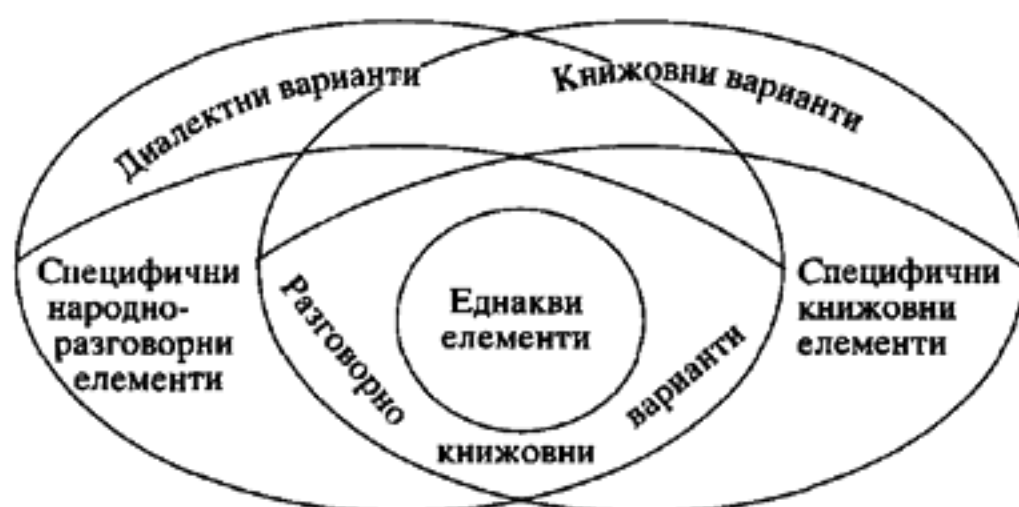 Диалектни варианти
Книжовни варианти
Специфични
народно-
разговорни
елементи
Еднакви
елементи
Специфични
книжовни
елементи
Разговорно
книжовни
варианти